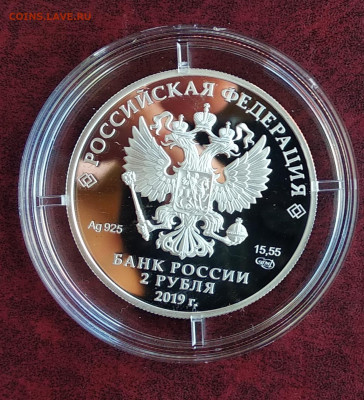 COINS.LAVE.RU
РОССИЙСКАЯ ФЕДЕРАЦИЯ
Ag 925
15,55
БАНК РОССИИ
2 РУБЛЯ
2019 г.